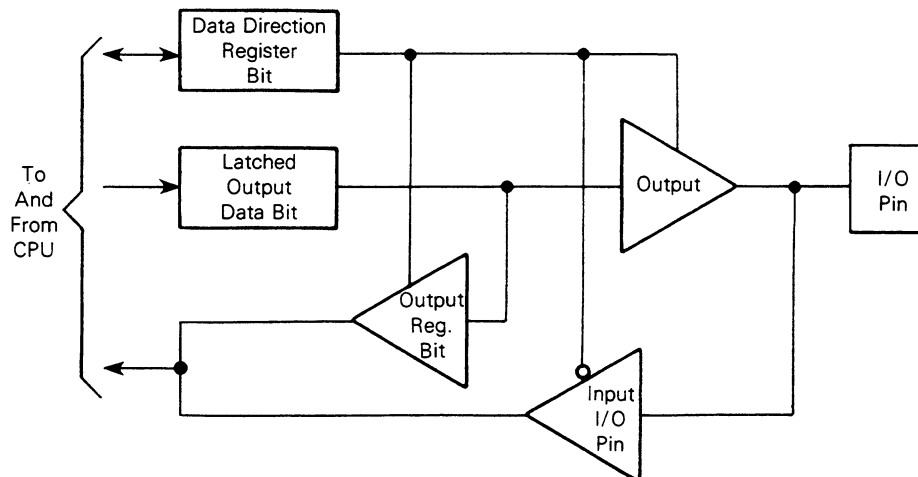 Data Direction
Register
Bit
To
And
From
CPU
Latched
Output
Data Bit
Output
I/O
Pin
Output
Reg.
Bit
Input
I/O
Pin